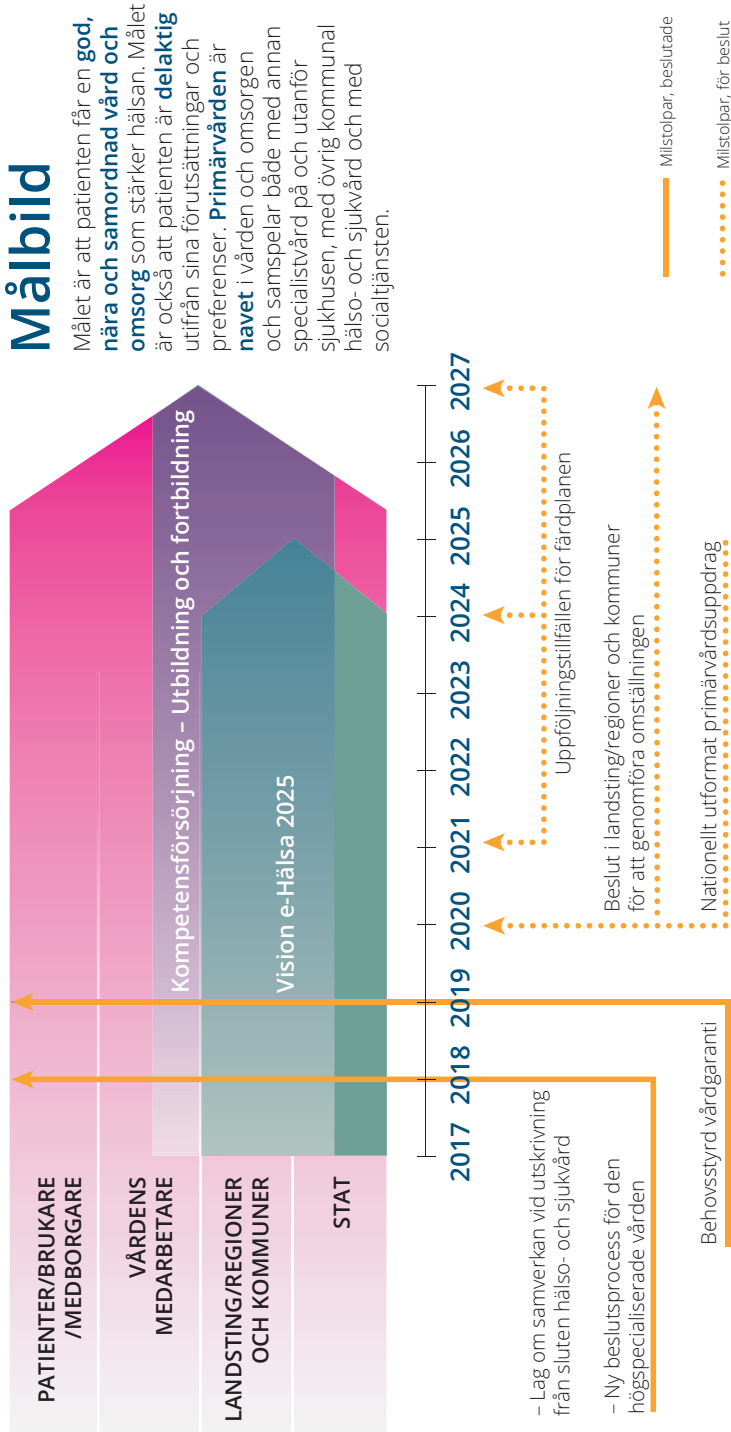 Målbild
Målet är att patienten får en god,
nära och samordnad vård och
omsorg som stärker hälsan. Målet
är också att patienten är delaktig
utifrån sina förutsättningar och
preferenser. Primärvården är
navet i vården och omsorgen
och samspelar både med annan
specialistvård på och utanför
sjukhusen, med övrig kommunal
hälso- och sjukvård och med
socialtjänsten.
PATIENTER/BRUKARE
/MEDBORGARE
VÅRDENS
MEDARBETARE
LANDSTING/REGIONER
OCH KOMMUNER
STAT
Kompetensförsörjning – Utbildning och fortbildning
Vision e-Hälsa 2025
2017 2018 2019 2020 2021 2022 2023 2024 2025 2026 2027
– Lag om samverkan vid utskrivning
från sluten hälso- och sjukvård
– Ny beslutsprocess för den
högspecialiserade vården
Behovsstyrd vårdgaranti
Uppföljningstillfällen för färdplanen
Beslut i landsting/regioner och kommuner
för att genomföra omställningen
Nationellt utformat primärvårdsuppdrag
Milstolpar, beslutade
Milstolpar, för beslut